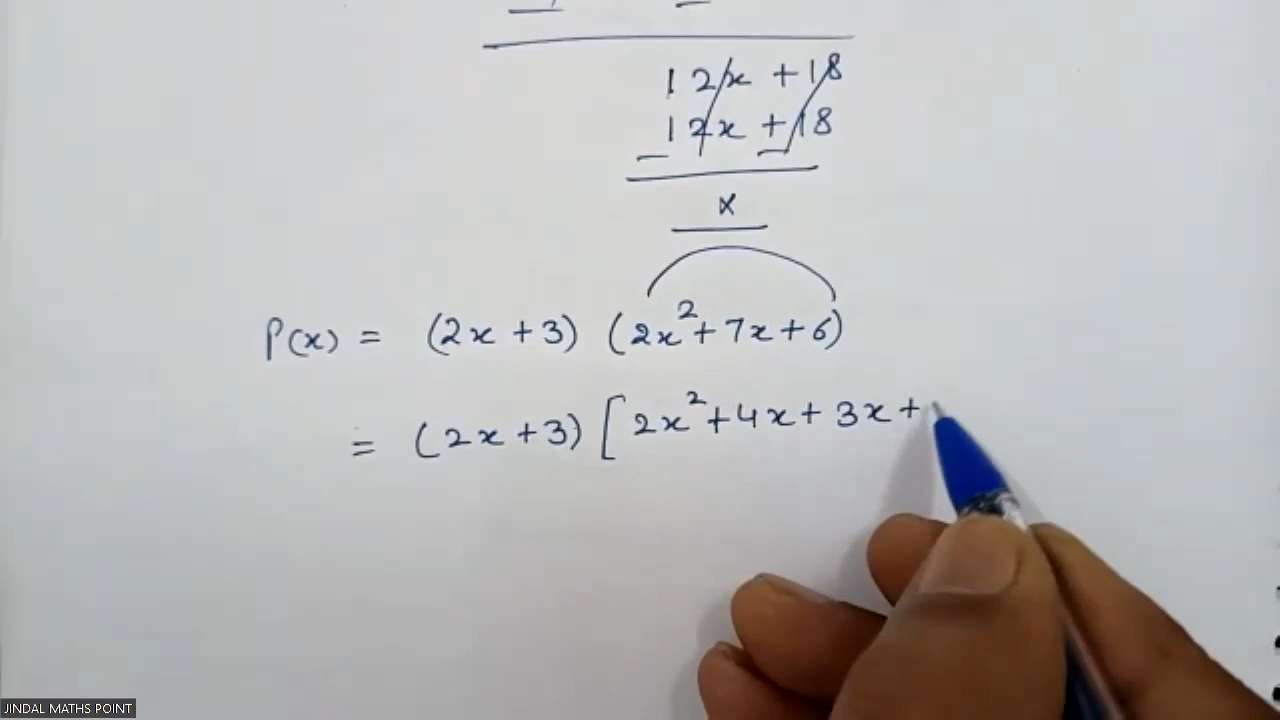 12x + 18
12x + 18
x
P(x) = (2x + 3) (2x² + 7x + 6)
= (2x + 3) [2x² + 4x + 3x +
JINDAL MATHS POINT